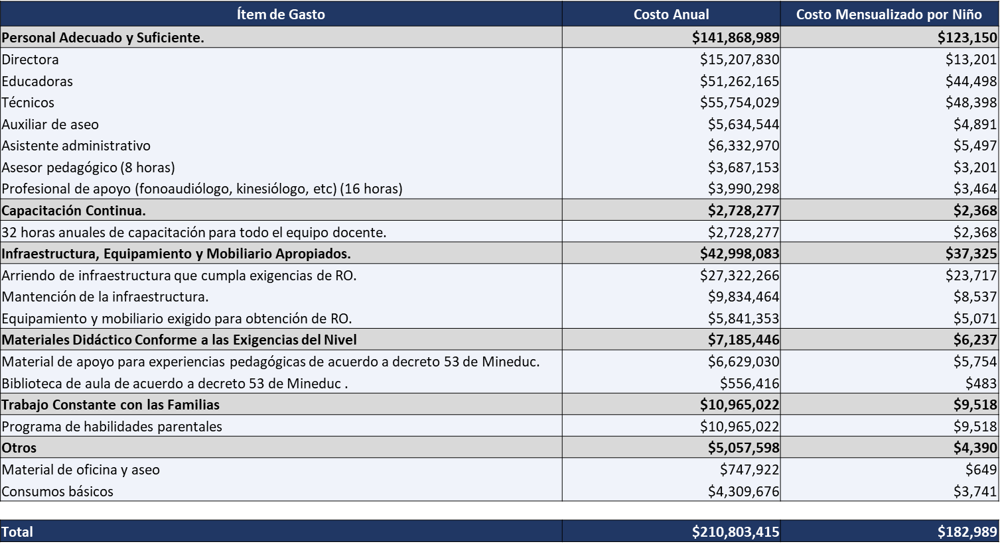 Ítem de Gasto Costo Anual Costo Mensualizado por Niño
Personal Adecuado y Suficiente. $141,868,989 $123,150
Directora $15,207,830 $13,201
Educadoras $51,262,165 $44,498
Técnicos $55,754,029 $48,398
Auxiliar de aseo $5,634,544 $4,891
Asistente administrativo $6,332,970 $5,497
Asesor pedagógico (8 horas) $3,687,153 $3,201
Profesional de apoyo (fonoaudiólogo, kinesiólogo, etc) (16 horas) $3,990,298 $3,464
Capacitación Continua. $2,728,277 $2,368
32 horas anuales de capacitación para todo el equipo docente. $2,728,277 $2,368
Infraestructura, Equipamiento y Mobiliario Apropiados. $42,998,083 $37,325
Arriendo de infraestructura que cumpla exigencias de RO. $27,322,266 $23,717
Mantención de la infraestructura. $9,834,464 $8,537
Equipamiento y mobiliario exigido para obtención de RO. $5,841,353 $5,071
Materiales Didáctico Conforme a las Exigencias del Nivel $7,185,446 $6,237
Material de apoyo para experiencias pedagógicas de acuerdo a decreto 53 de Mineduc. $6,629,030 $5,754
Biblioteca de aula de acuerdo a decreto 53 de Mineduc . $556,416 $483
Trabajo Constante con las Familias $10,965,022 $9,518
Programa de habilidades parentales $10,965,022 $9,518
Otros $5,057,598 $4,390
Material de oficina y aseo $747,922 $649
Consumos básicos $4,309,676 $3,741
Total $210,803,415 $182,989